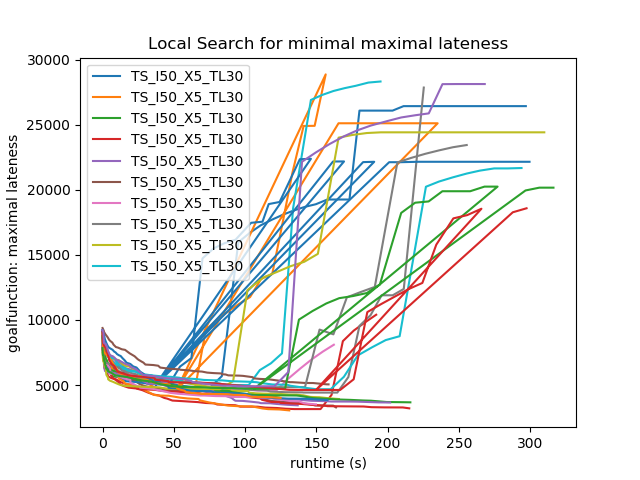 Local Search for minimal maximal lateness
goalfunction: maximal lateness
30000
25000
20000
15000
10000
5000
TS_I50_X5_TL30
TS_I50_X5_TL30
TS_I50_X5_TL30
TS_I50_X5_TL30
TS_I50_X5_TL30
TS_I50_X5_TL30
TS_I50_X5_TL30
TS_I50_X5_TL30
TS_I50_X5_TL30
TS_I50_X5_TL30
0 50 100 150 200 250 300
runtime (s)